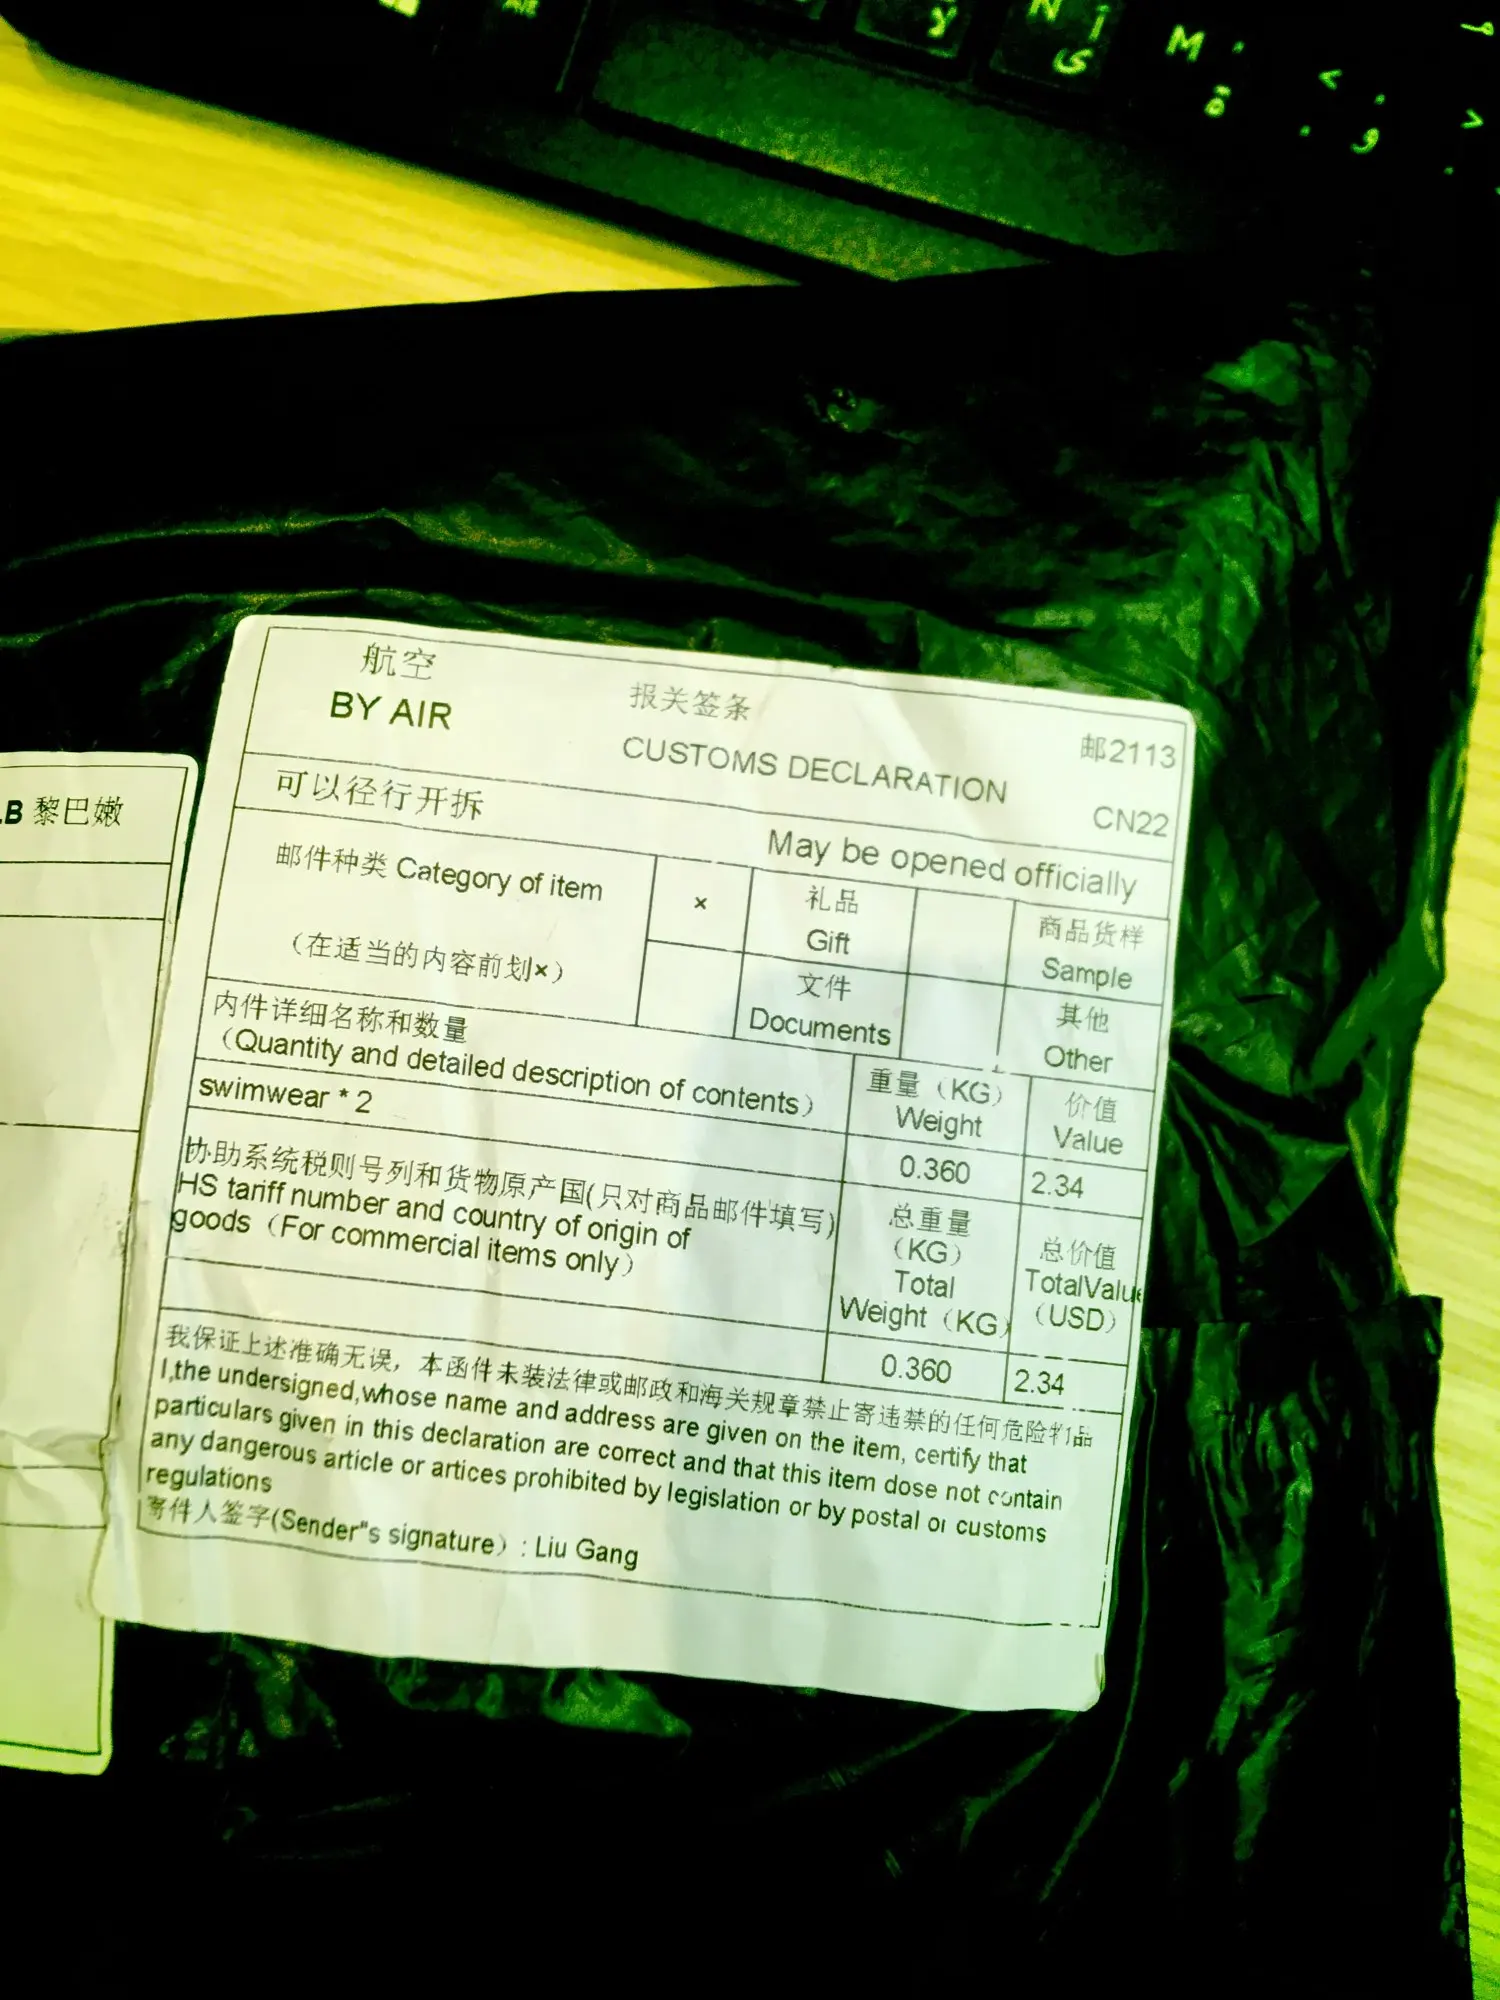 N
M
航空
BY AIR
报关签条
CUSTOMS DECLARATION
邮2113
CN22
可以径行开拆
May be opened officially
邮件种类 Category of item
（在适当的内容前划×）
×
礼品
Gift
商品货样
Sample
文件
Documents
其他
Other
内件详细名称和数量
（Quantity and detailed description of contents）
重量（KG）
Weight
价值
Value
swimwear * 2
0.360
2.34
协助系统税则号列和货物原产国(只对商品邮件填写)
HS tariff number and country of origin of
goods（For commercial items only）
总重量
（KG）
Total
Weight（KG）
总价值
TotalValue
（USD）
0.360
2.34
我保证上述准确无误，本函件未装法律或邮政和海关规章禁止寄违禁的任何危险物品
I,the undersigned,whose name and address are given on the item, certify that
particulars given in this declaration are correct and that this item dose not contain
any dangerous article or artices prohibited by legislation or by postal or customs
regulations
寄件人签字(Sender"s signature）: Liu Gang
LB 黎巴嫩